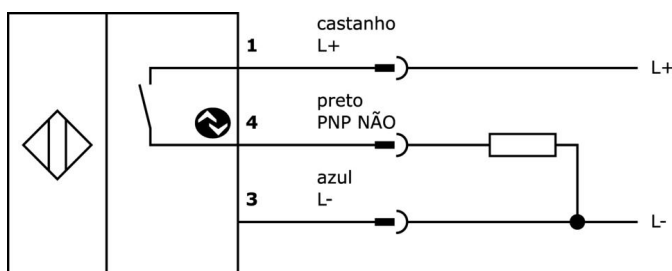 castanho
1 L+
L+
preto
4 PNP NÃO
azul
3 L-
L-